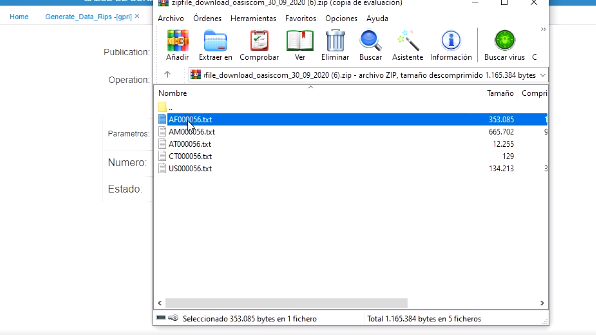 zipfile_download_oasiscom_30_09_2020 (6).zip (copia de evaluación)
Home
Generate_Data_Rips -[gpri] ×
Archivo Órdenes Herramientas Favoritos Opciones Ayuda
Publication:
Operation:
Parametros:
Numero:
Estado.
Añadir Extraer en Comprobar Ver Eliminar Buscar Asistente Información Buscar virus C
ifile_download_oasiscom_30_09_2020 (6).zip - archivo ZIP, tamaño descomprimido 1.165.384 bytes
Nombre Tamaño Compri
..
AF000056.txt 353.085 1
AM000056.txt 665.702 9
AT000056.txt 12.255
CT000056.txt 129
US000056.txt 134.213 3
Seleccionado 353.085 bytes en 1 fichero
Total 1.165.384 bytes en 5 ficheros